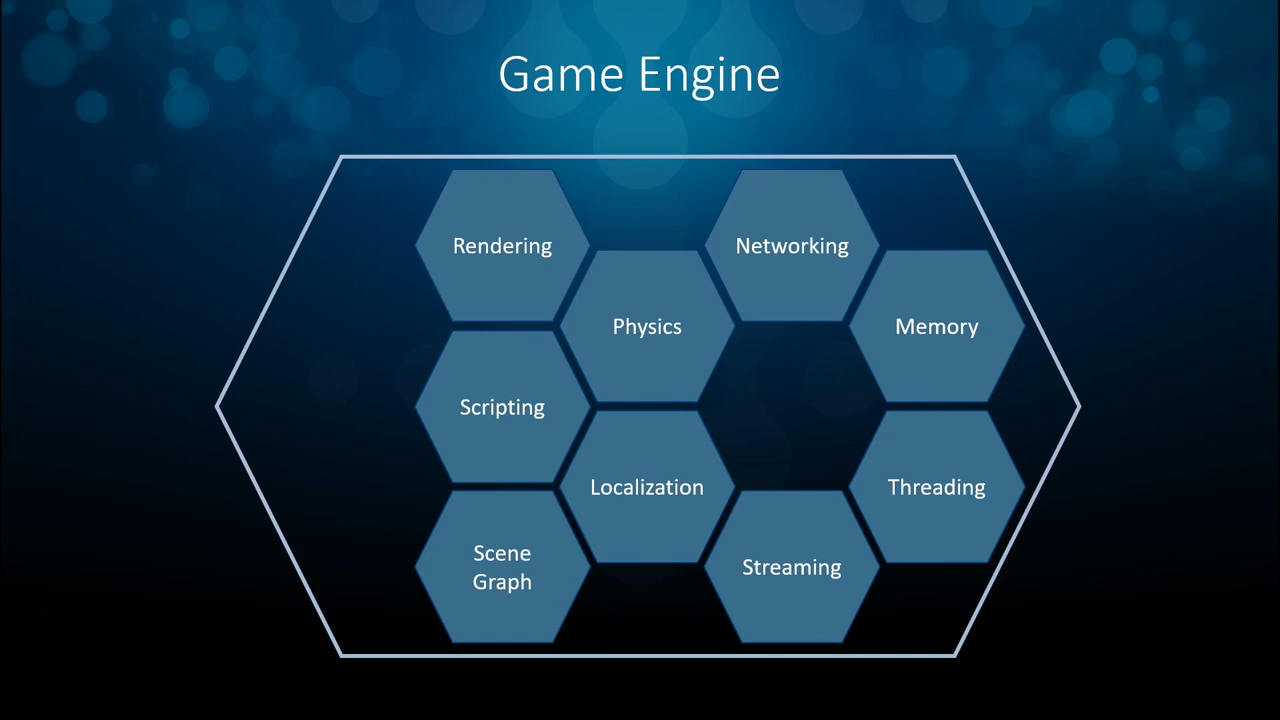 Game Engine
Rendering
Networking
Physics
Memory
Scripting
Localization
Threading
Scene
Graph
Streaming